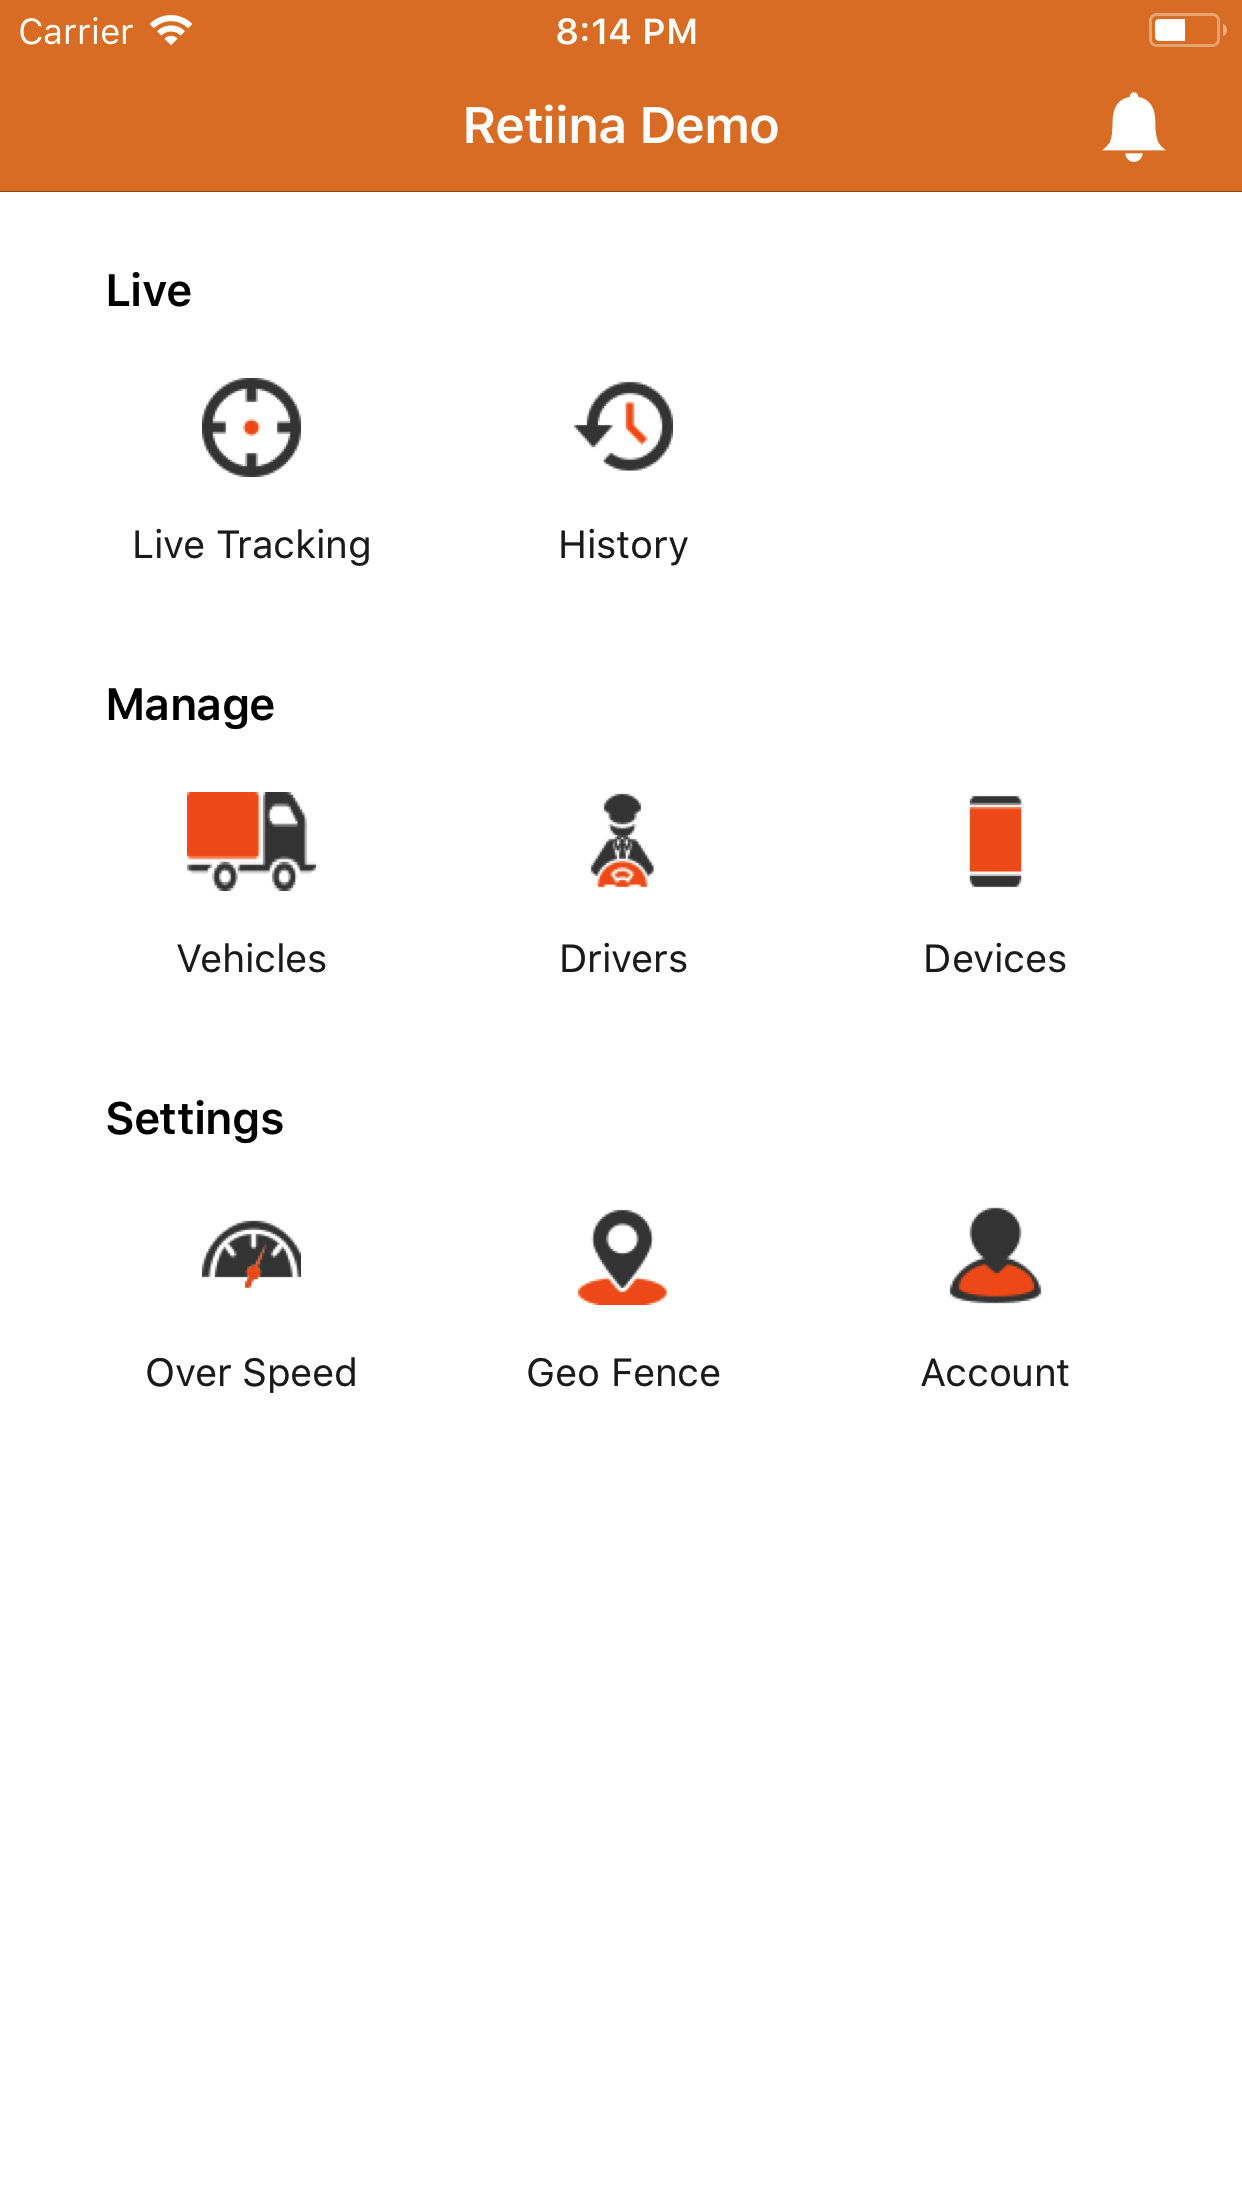 Carrier 8:14 PM
Retiina Demo
Live
Live Tracking History
Manage
Vehicles Drivers Devices
Settings
Over Speed Geo Fence Account